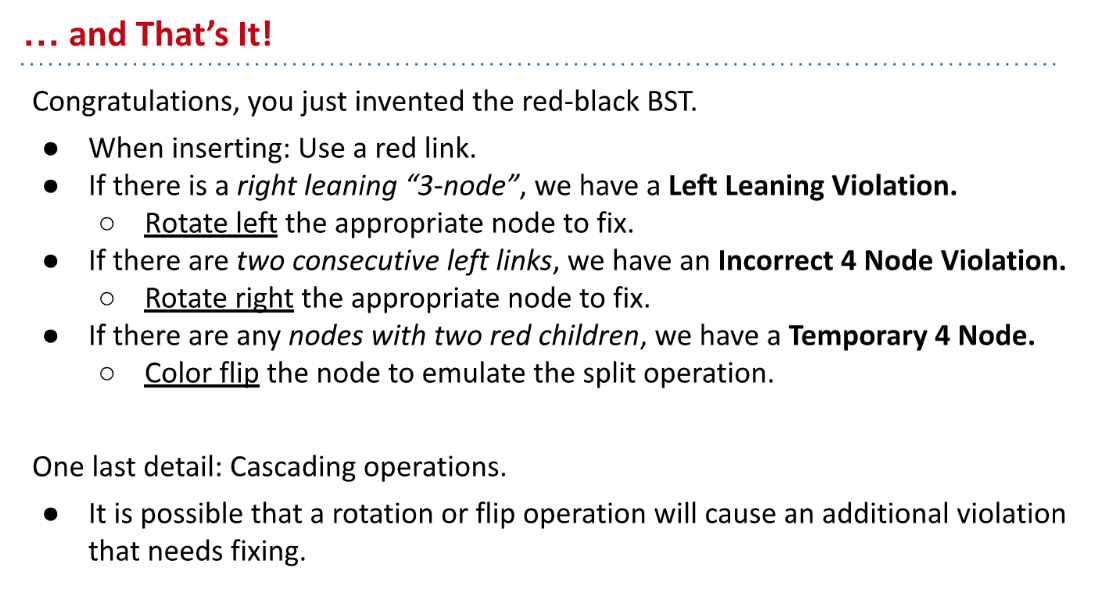 … and That’s It!
Congratulations, you just invented the red-black BST.
● When inserting: Use a red link.
● If there is a right leaning “3-node”, we have a Left Leaning Violation.
○ Rotate left the appropriate node to fix.
● If there are two consecutive left links, we have an Incorrect 4 Node Violation.
○ Rotate right the appropriate node to fix.
● If there are any nodes with two red children, we have a Temporary 4 Node.
○ Color flip the node to emulate the split operation.
One last detail: Cascading operations.
● It is possible that a rotation or flip operation will cause an additional violation
that needs fixing.